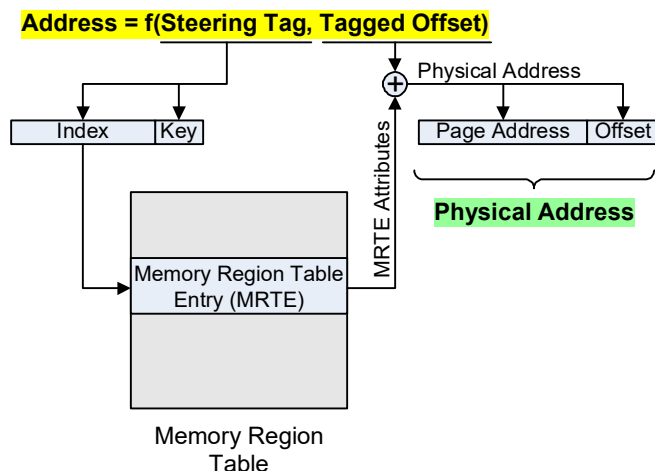 Address = f(Steering Tag, Tagged Offset)
Physical Address
Index Key
Page Address Offset
MRTE Attributes
Physical Address
Memory Region Table
Entry (MRTE)
Memory Region
Table